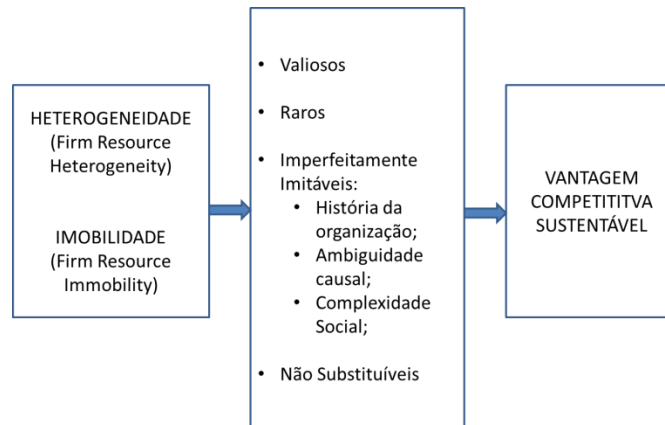 HETEROGENEIDADE
(Firm Resource
Heterogeneity)
IMOBILIDADE
(Firm Resource
Immobility)
• Valiosos
• Raros
• Imperfeitamente
Imitáveis:
• História da
organização;
• Ambiguidade
causal;
• Complexidade
Social;
• Não Substituíveis
VANTAGEM
COMPETITITVA
SUSTENTÁVEL